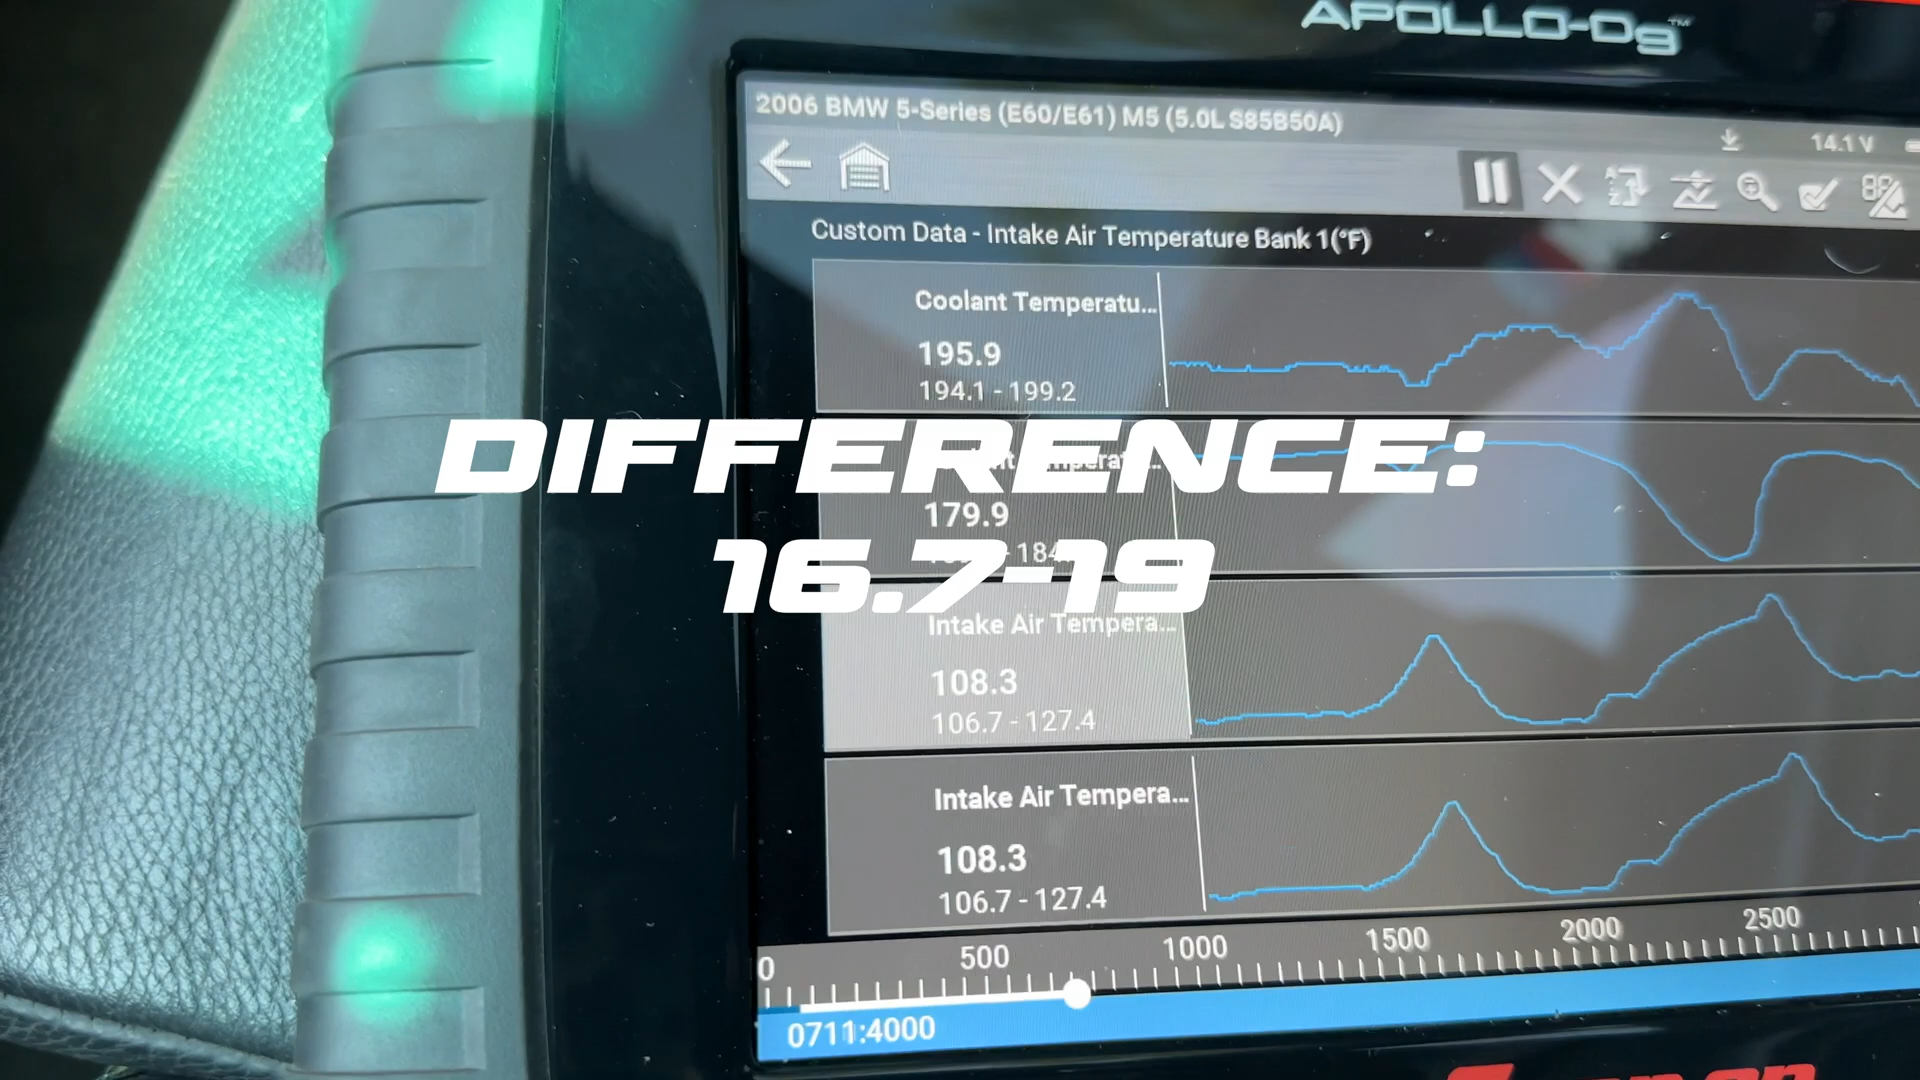 APOLLO-D9™
2006 BMW 5-Series (E60/E61) M5 (5.0L S85B50A)
14.1 V
Custom Data - Intake Air Temperature Bank 1(°F)
Coolant Temperatu...
195.9
194.1 - 199.2
DIFFERENCE:
179.9
16.7-19
Intake Air Tempera...
108.3
106.7 - 127.4
Intake Air Tempera...
108.3
106.7 - 127.4
0 500 1000 1500 2000 2500
0711:4000